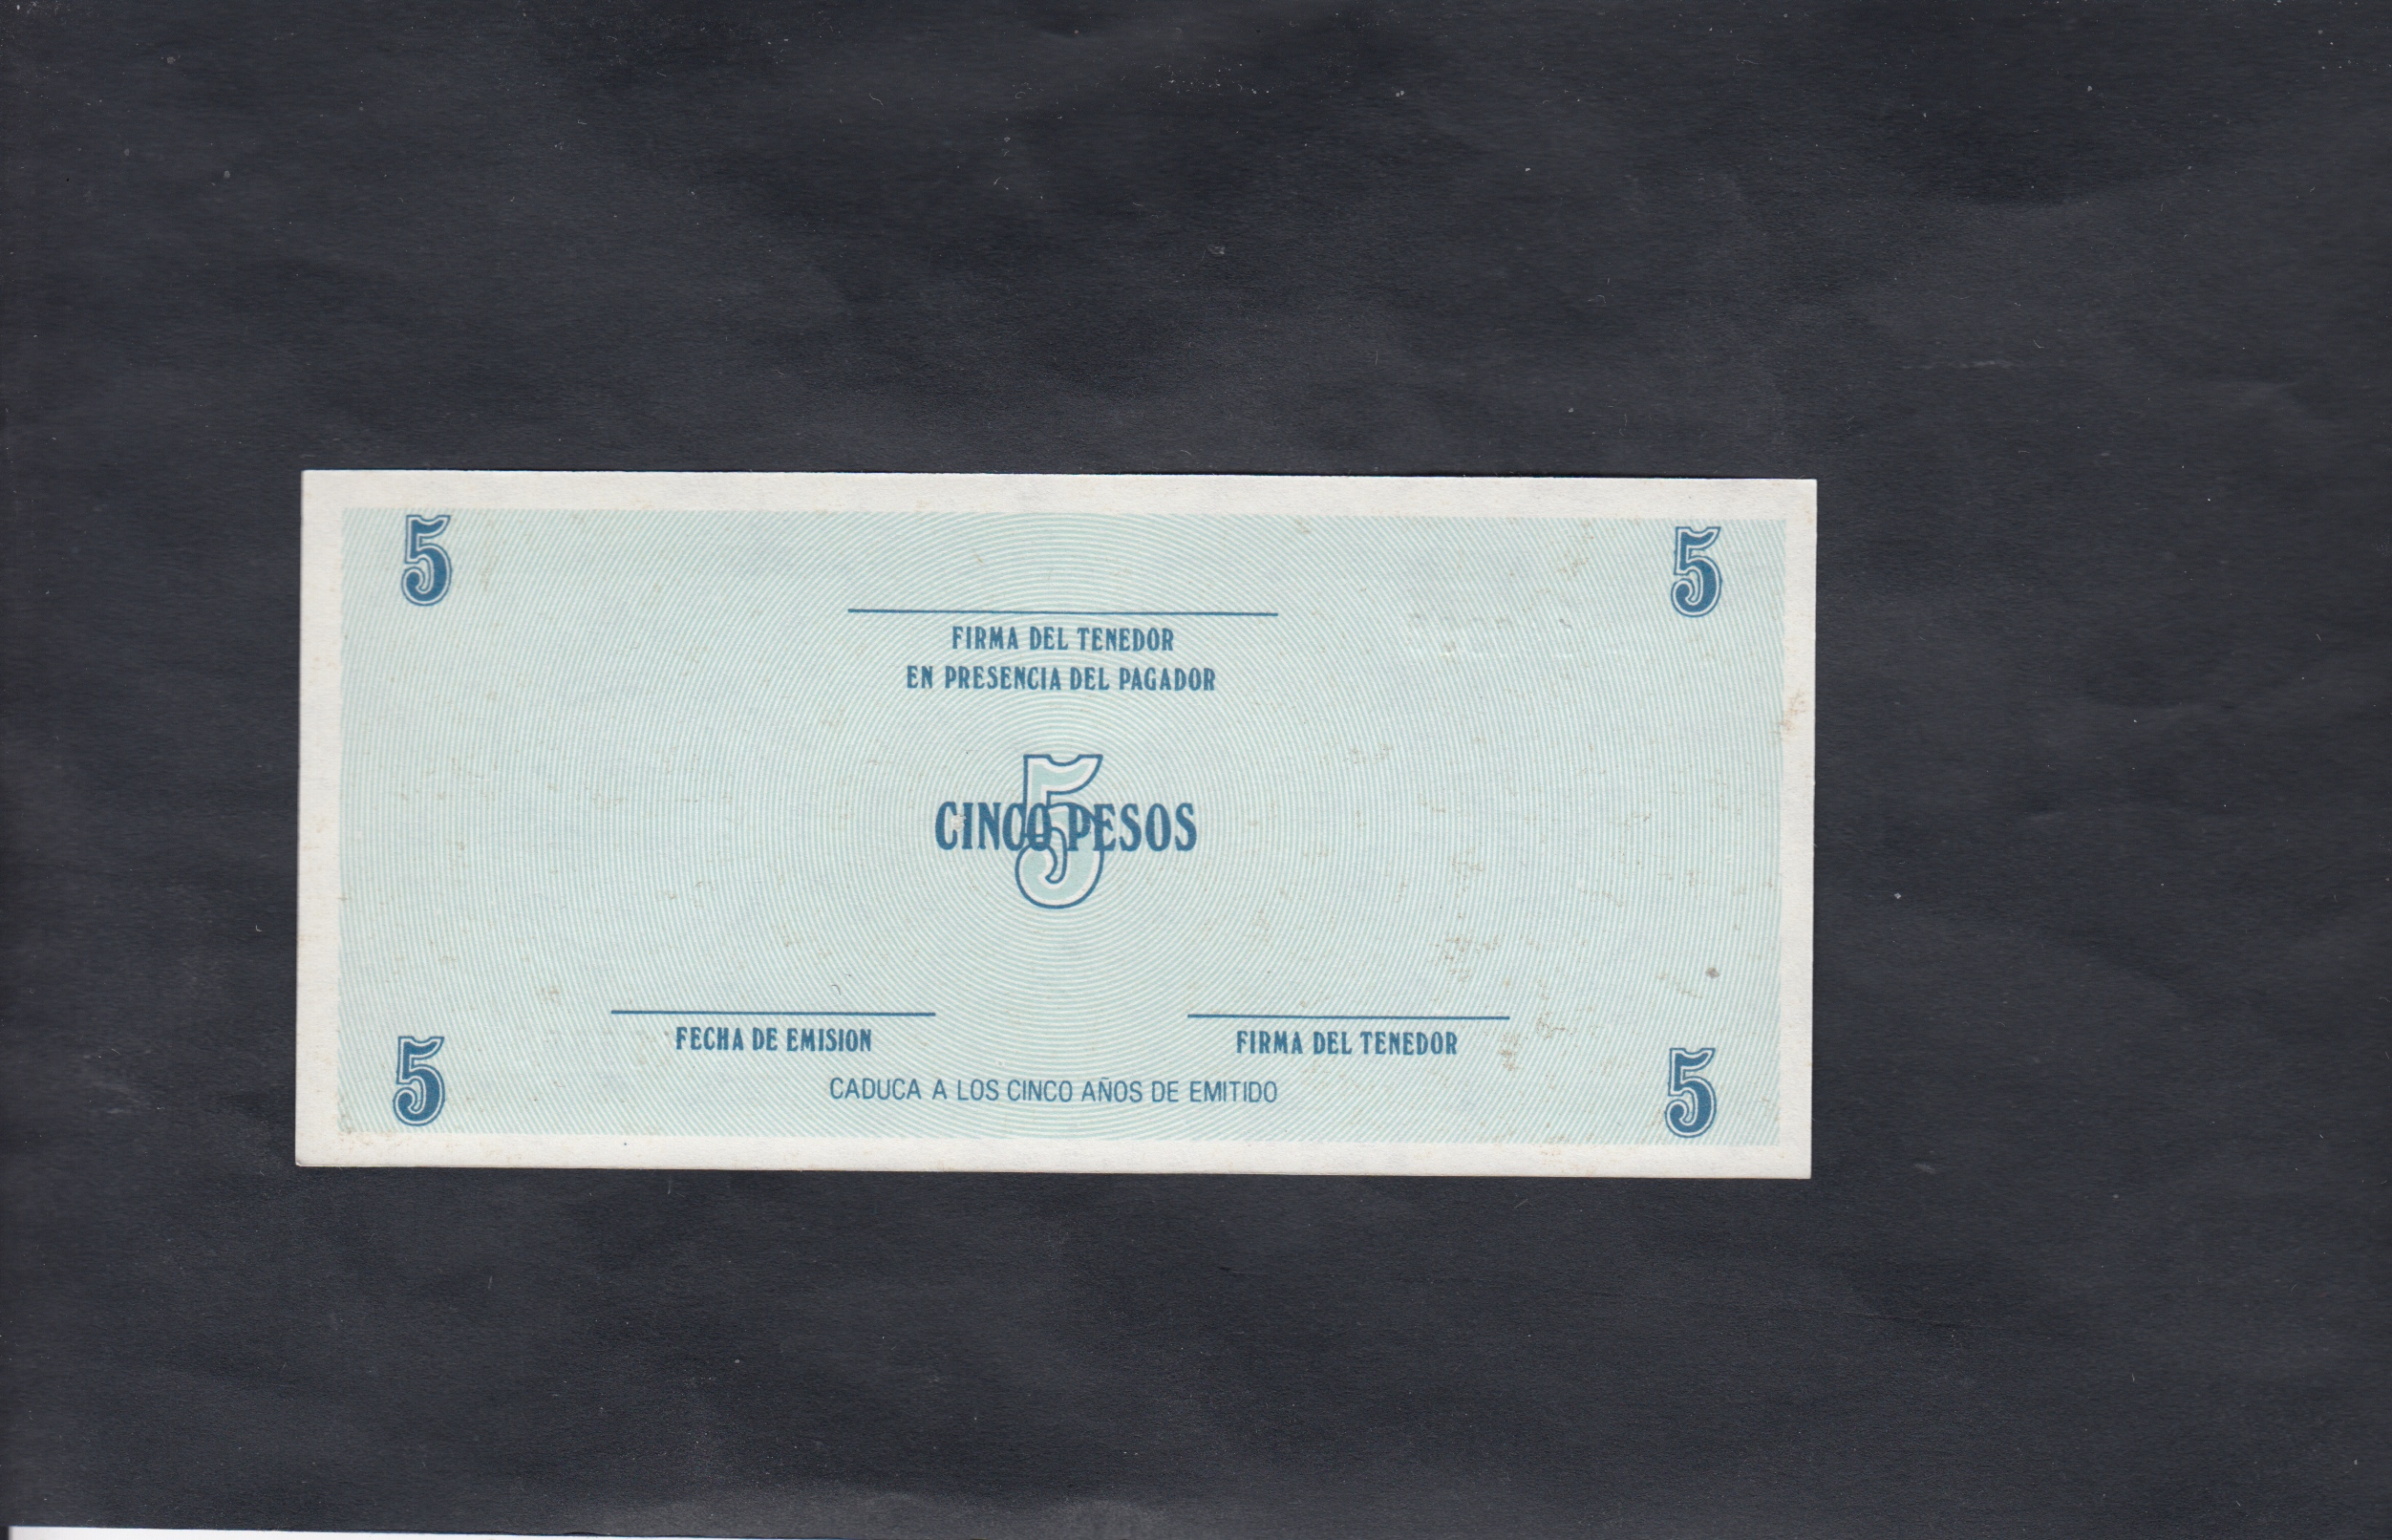 5 5
FIRMA DEL TENEDOR
EN PRESENCIA DEL PAGADOR
5
CINCO PESOS
FECHA DE EMISION FIRMA DEL TENEDOR
CADUCA A LOS CINCO AÑOS DE EMITIDO
5 5